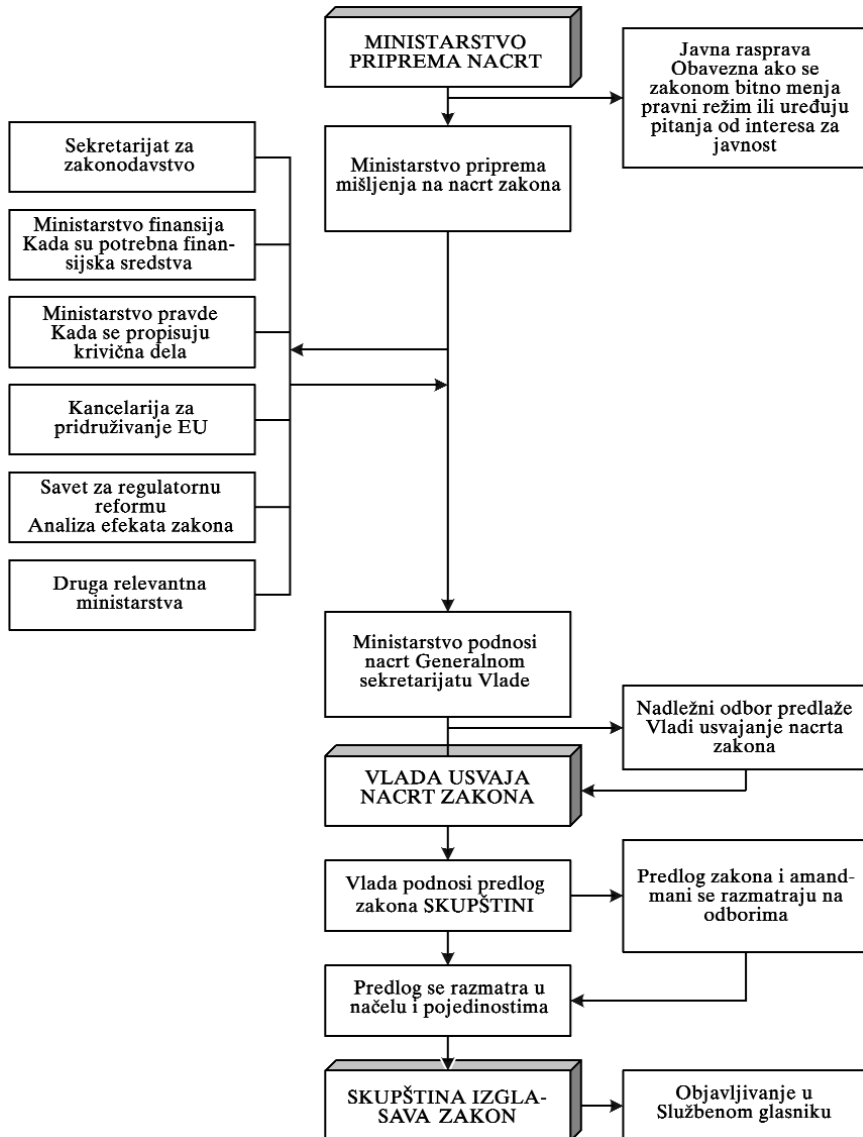 MINISTARSTVO
PRIPREMA NACRT
Javna rasprava
Obavezna ako se
zakonom bitno menja
pravni režim ili uređuju
pitanja od interesa za
javnost
Sekretarijat za
zakonodavstvo
Ministarstvo priprema
mišljenja na nacrt zakona
Ministarstvo finansija
Kada su potrebna finan-
sijska sredstva
Ministarstvo pravde
Kada se propisuju
krivična dela
Kancelarija za
pridruživanje EU
Savet za regulatornu
reformu
Analiza efekata zakona
Druga relevantna
ministarstva
Ministarstvo podnosi
nacrt Generalnom
sekretarijatu Vlade
Nadležni odbor predlaže
Vladi usvajanje nacrta
zakona
VLADA USVAJA
NACRT ZAKONA
Vlada podnosi predlog
zakona SKUPŠTINI
Predlog zakona i amand-
mani se razmatraju na
odborima
Predlog se razmatra u
načelu i pojedinostima
SKUPŠTINA IZGLA-
SAVA ZAKON
Objavljivanje u
Službenom glasniku